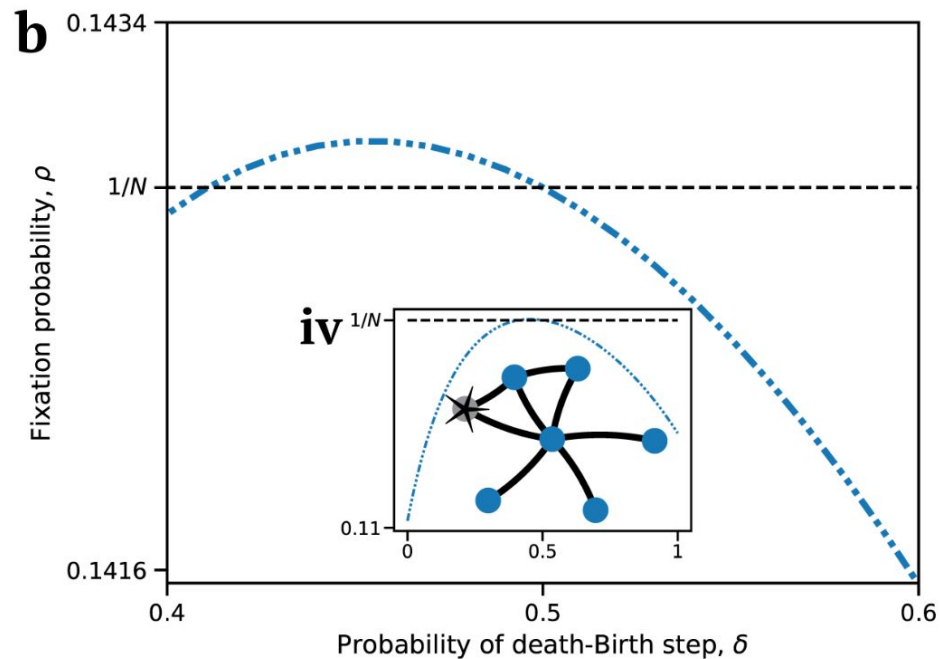 b
0.1434
1/N
0.1416
Fixation probability, ρ
iv
1/N
0.11
0
0.5
1
0.4
0.5
0.6
Probability of death-Birth step, δ